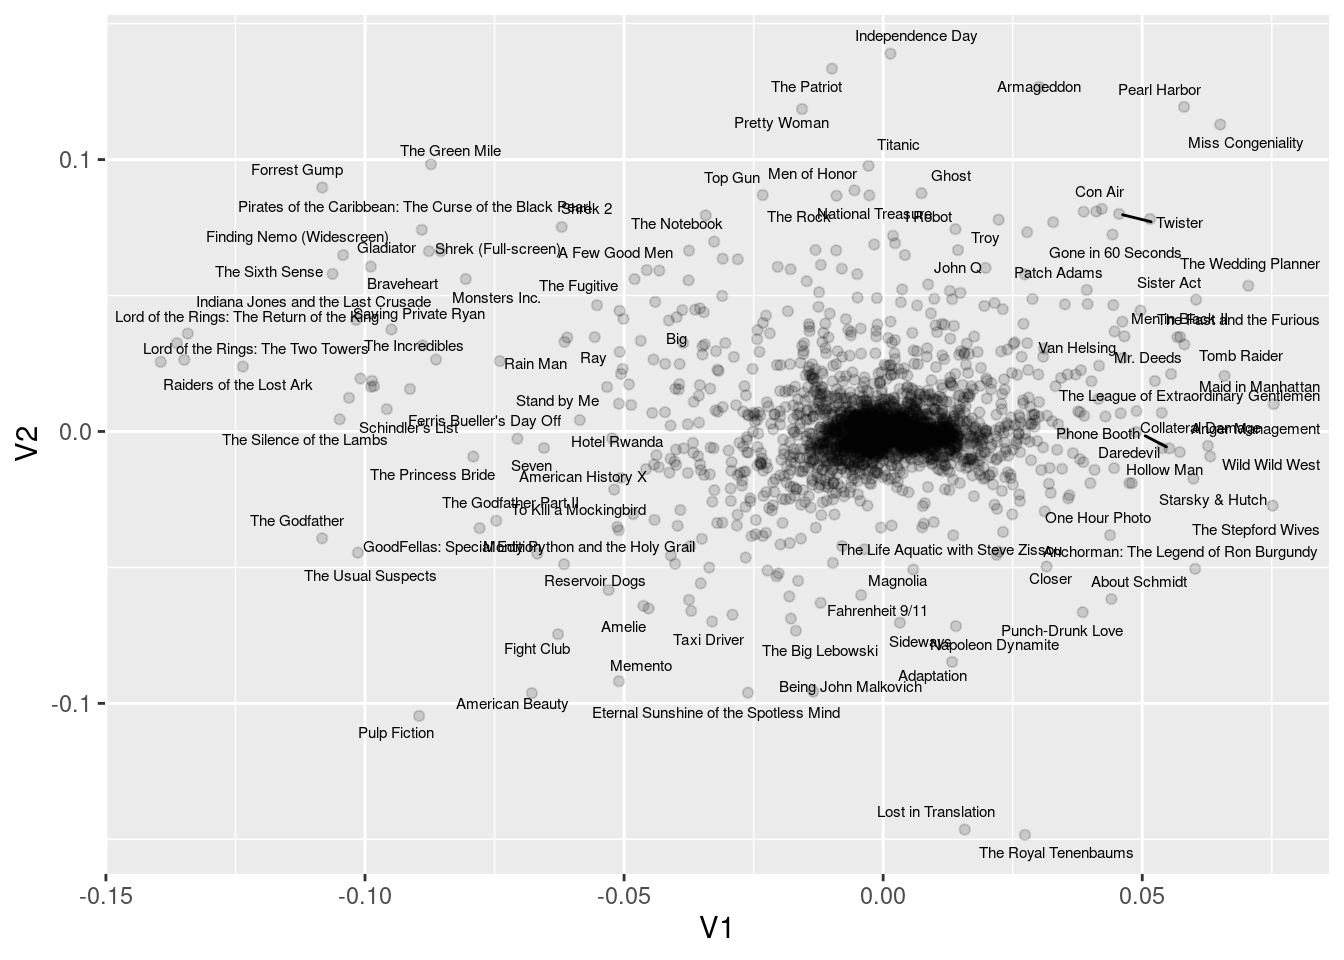 Independence Day
The Patriot
Armageddon
Pearl Harbor
Pretty Woman
Miss Congeniality
Titanic
The Green Mile
0.1
Forrest Gump
Top Gun
Men of Honor
Ghost
Con Air
Pirates of the Caribbean: The Curse of the Black Pearl
Shrek 2
The Notebook
The Rock
National Treasure
I Robot
Twister
Finding Nemo (Widescreen)
Gladiator
Shrek (Full-screen)
A Few Good Men
Troy
Gone in 60 Seconds
The Sixth Sense
John Q
Patch Adams
The Wedding Planner
Braveheart
Monsters Inc.
The Fugitive
Sister Act
Indiana Jones and the Last Crusade
Lord of the Rings: The Return of the King
Saving Private Ryan
Men in Black II
The Fast and the Furious
Lord of the Rings: The Two Towers
The Incredibles
Big
Van Helsing
Rain Man
Ray
Mr. Deeds
Tomb Raider
Raiders of the Lost Ark
Maid in Manhattan
Stand by Me
The League of Extraordinary Gentlemen
Ferris Bueller's Day Off
Schindler's List
0.0
V2
The Silence of the Lambs
Hotel Rwanda
Phone Booth
Collateral Damage
Anger Management
Daredevil
The Princess Bride
Seven
American History X
Hollow Man
Wild Wild West
The Godfather Part II
To Kill a Mockingbird
Starsky & Hutch
The Godfather
One Hour Photo
The Stepford Wives
GoodFellas: Special Edition
Monty Python and the Holy Grail
The Life Aquatic with Steve Zissou
Anchorman: The Legend of Ron Burgundy
The Usual Suspects
Reservoir Dogs
Magnolia
Closer
About Schmidt
Amelie
Fahrenheit 9/11
Fight Club
Taxi Driver
The Big Lebowski
Sideways
Napoleon Dynamite
Punch-Drunk Love
Memento
Adaptation
American Beauty
Being John Malkovich
-0.1
Eternal Sunshine of the Spotless Mind
Pulp Fiction
Lost in Translation
The Royal Tenenbaums
-0.15
-0.10
-0.05
0.00
0.05
V1